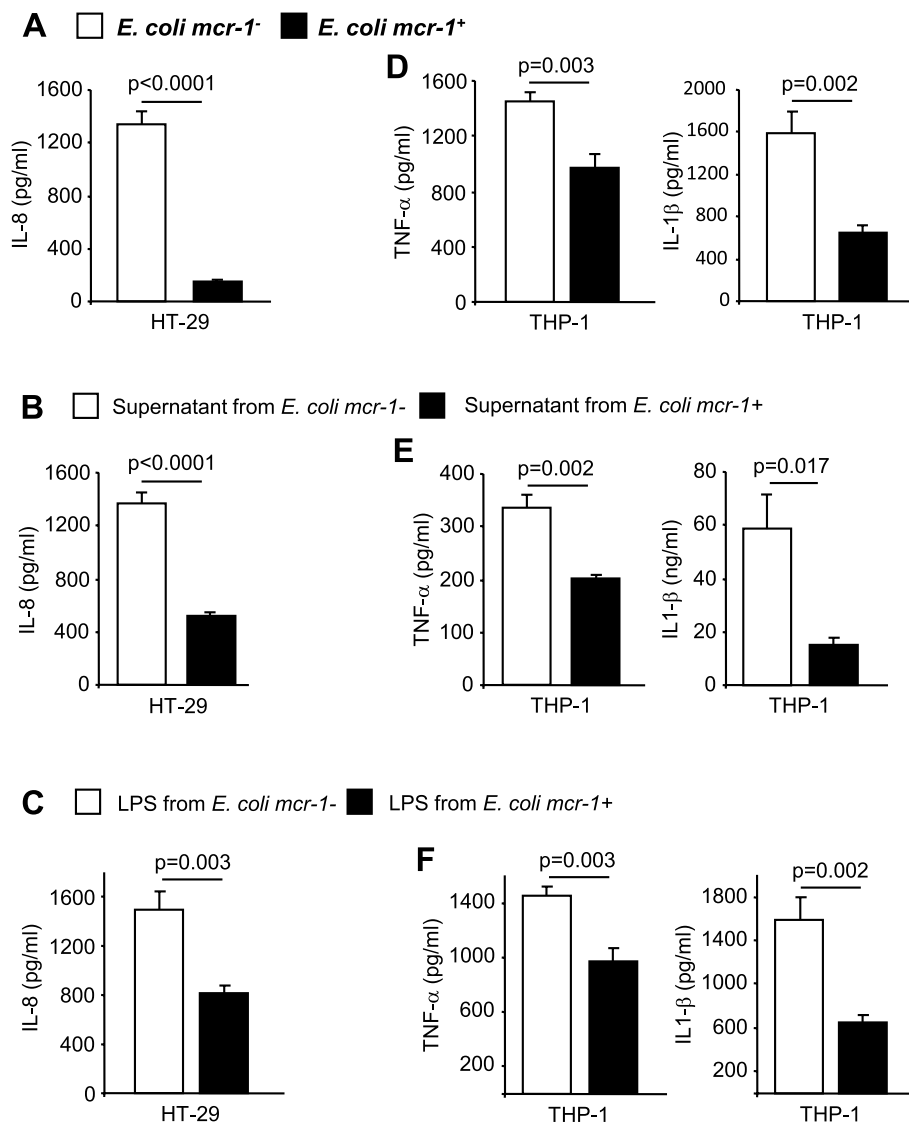 A E. coli mcr-1⁻ E. coli mcr-1⁺
p<0.0001
IL-8 (pg/ml)
1600
1200
800
400
0
HT-29
D
p=0.003
TNF-α (pg/ml)
1600
1200
800
400
0
THP-1
p=0.002
IL-1β (pg/ml)
2000
1600
1200
800
400
0
THP-1
B Supernatant from E. coli mcr-1- Supernatant from E. coli mcr-1+
p<0.0001
IL-8 (pg/ml)
1600
1200
800
400
0
HT-29
E
p=0.002
TNF-α (pg/ml)
400
300
200
100
0
THP-1
p=0.017
IL1-β (ng/ml)
80
60
40
20
0
THP-1
C LPS from E. coli mcr-1- LPS from E. coli mcr-1+
p=0.003
IL-8 (pg/ml)
1600
1200
800
400
0
HT-29
F
p=0.003
TNF-α (pg/ml)
1400
1000
600
200
THP-1
p=0.002
IL1-β (pg/ml)
1800
1400
1000
600
200
THP-1